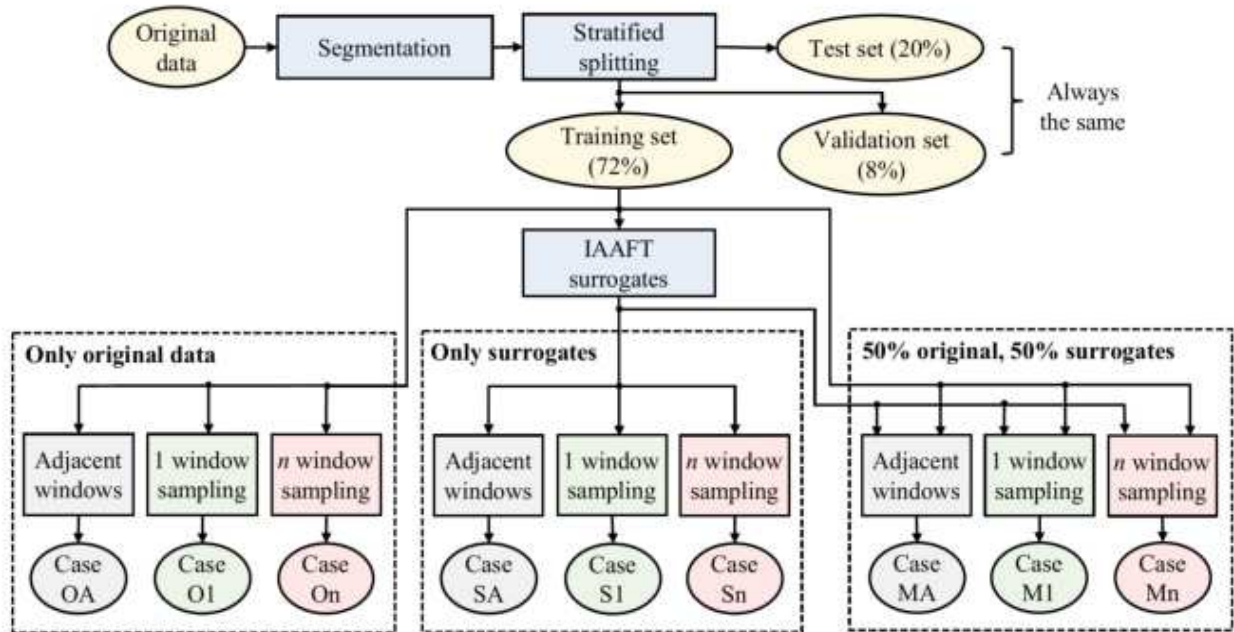 Original
data
Segmentation
Stratified
splitting
Test set (20%)
Always
the same
Training set
(72%)
Validation set
(8%)
IAAFT
surrogates
Only original data
Only surrogates
50% original, 50% surrogates
Adjacent
windows
1 window
sampling
n window
sampling
Adjacent
windows
1 window
sampling
n window
sampling
Adjacent
windows
1 window
sampling
n window
sampling
Case
OA
Case
O1
Case
On
Case
SA
Case
S1
Case
Sn
Case
MA
Case
M1
Case
Mn